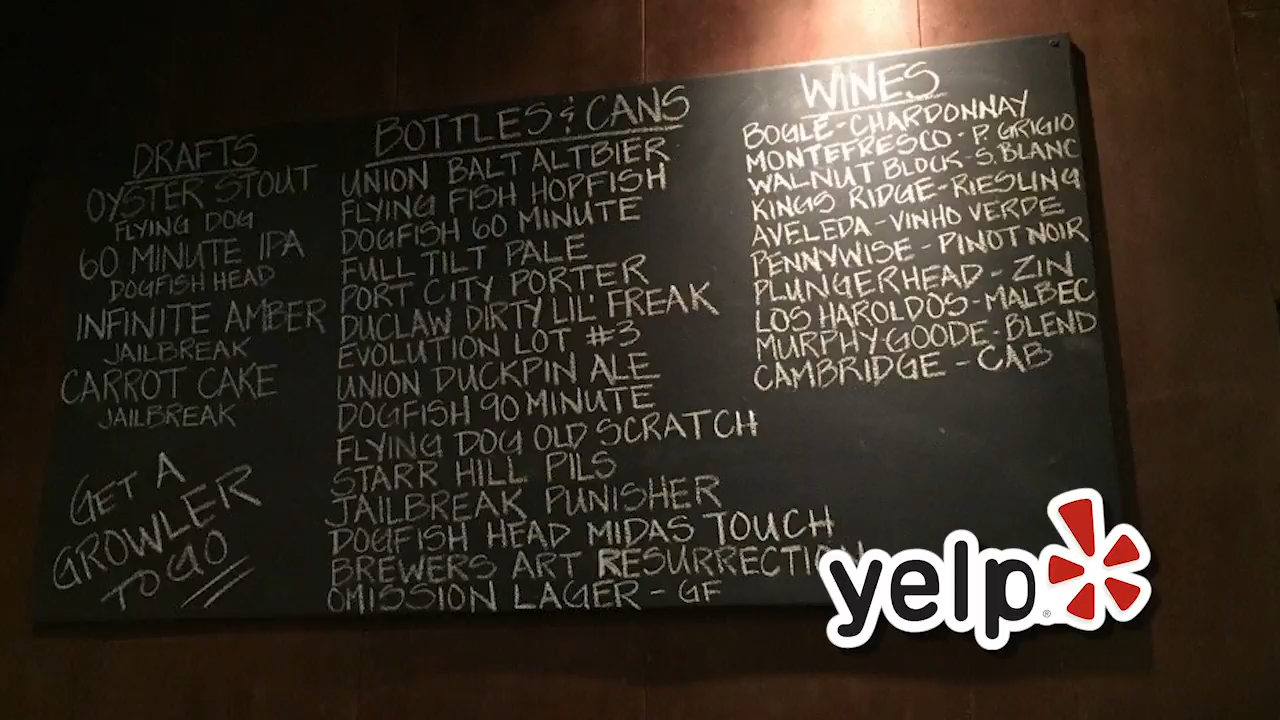 DRAFTS
OYSTER STOUT
FLYING DOG
60 MINUTE IPA
DOGFISH HEAD
INFINITE AMBER
JAILBREAK
CARROT CAKE
JAILBREAK
GET A
GROWLER
TO GO
BOTTLES & CANS
UNION BALT ALTBIER
FLYING FISH HOPFISH
DOGFISH 60 MINUTE
FULL TILT PALE
PORT CITY PORTER
DUCLAW DIRTY LIL' FREAK
EVOLUTION LOT #3
UNION DUCKPIN ALE
DOGFISH 90 MINUTE
FLYING DOG OLD SCRATCH
STARR HILL PILS
JAILBREAK PUNISHER
DOGFISH HEAD MIDAS TOUCH
BREWERS ART RESURRECTION
OMISSION LAGER - GF
WINES
BOGLE - CHARDONNAY
MONTEFRESCO - P. GRIGIO
WALNUT BLOCK - S. BLANC
KINGS RIDGE - RIESLING
AVELEDA - VINHO VERDE
PENNYWISE - PINOT NOIR
PLUNGERHEAD - ZIN
LOS HAROLDOS - MALBEC
MURPHY GOODE - BLEND
CAMBRIDGE - CAB
yelp®